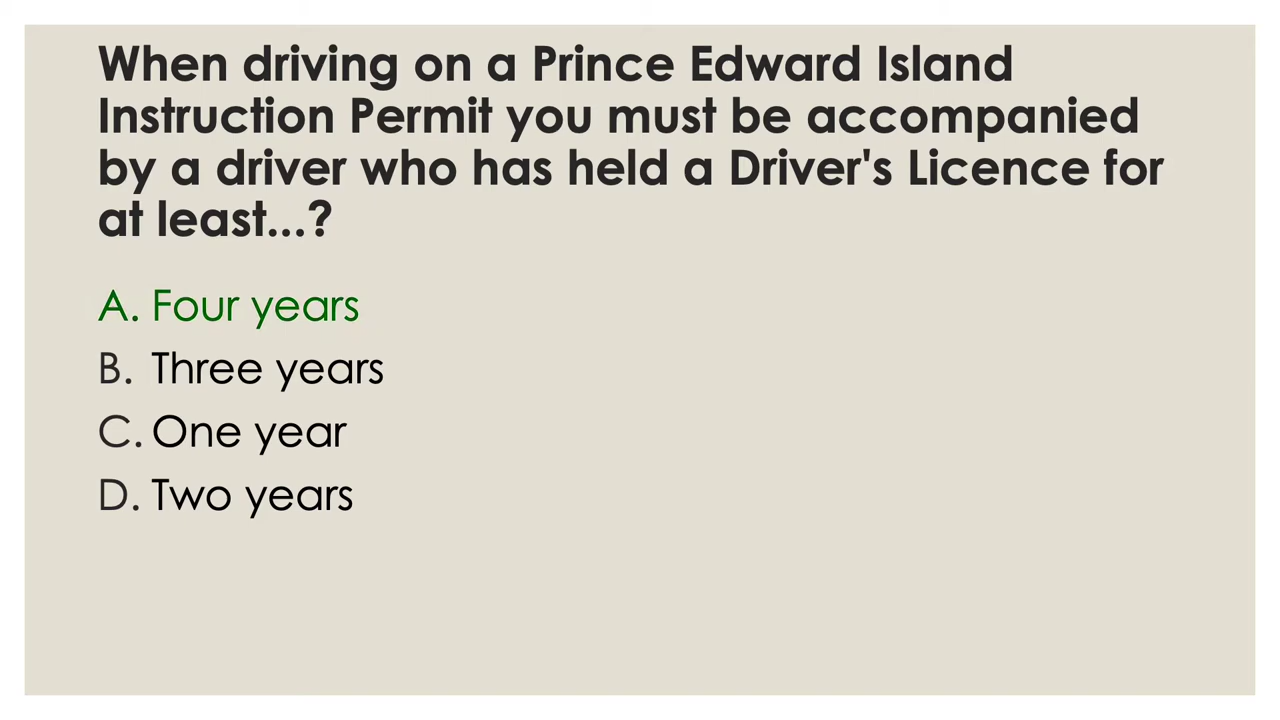 When driving on a Prince Edward Island
Instruction Permit you must be accompanied
by a driver who has held a Driver's Licence for
at least...?
A. Four years
B. Three years
C. One year
D. Two years